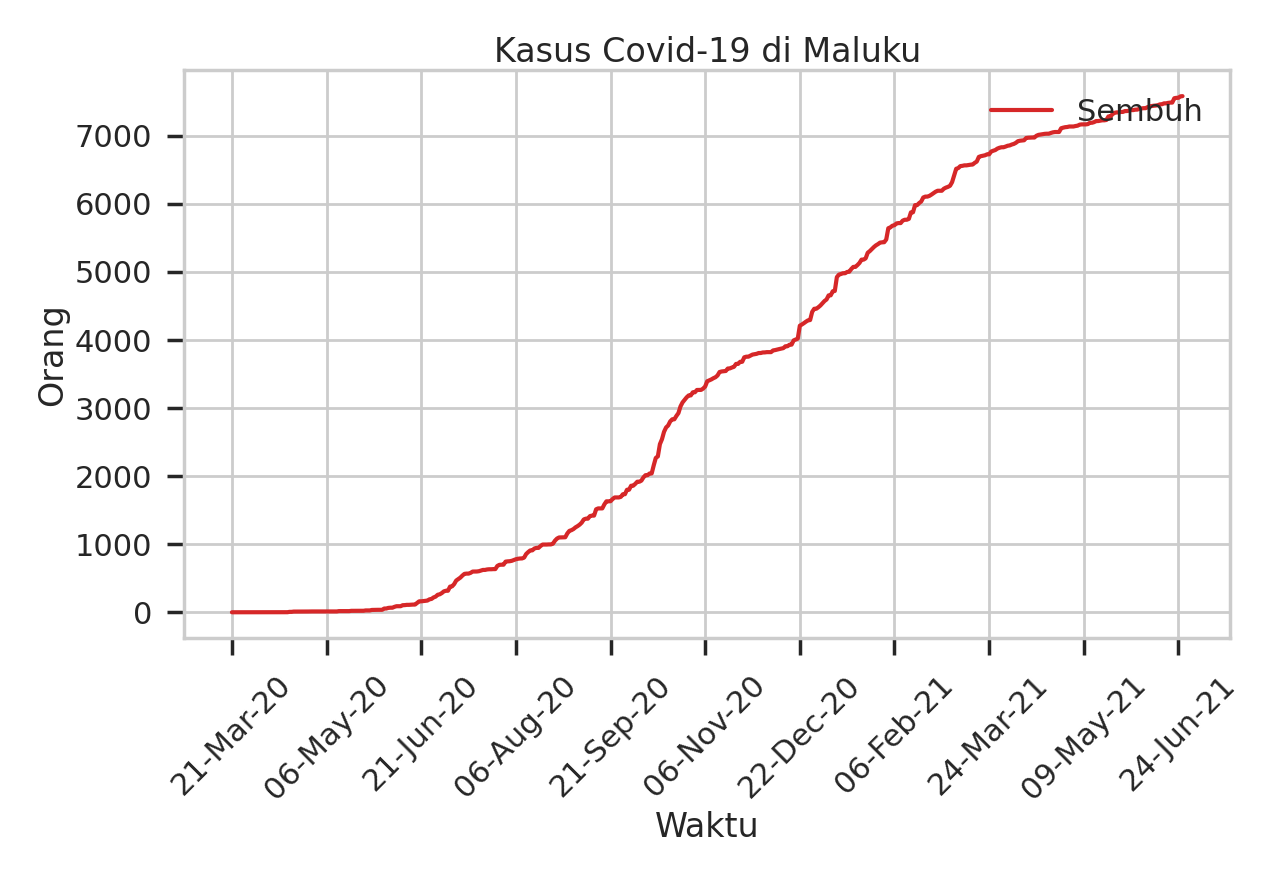 Kasus Covid-19 di Maluku
Sembuh
Orang
7000
6000
5000
4000
3000
2000
1000
0
21-Mar-20
06-May-20
21-Jun-20
06-Aug-20
21-Sep-20
06-Nov-20
22-Dec-20
06-Feb-21
24-Mar-21
09-May-21
24-Jun-21
Waktu